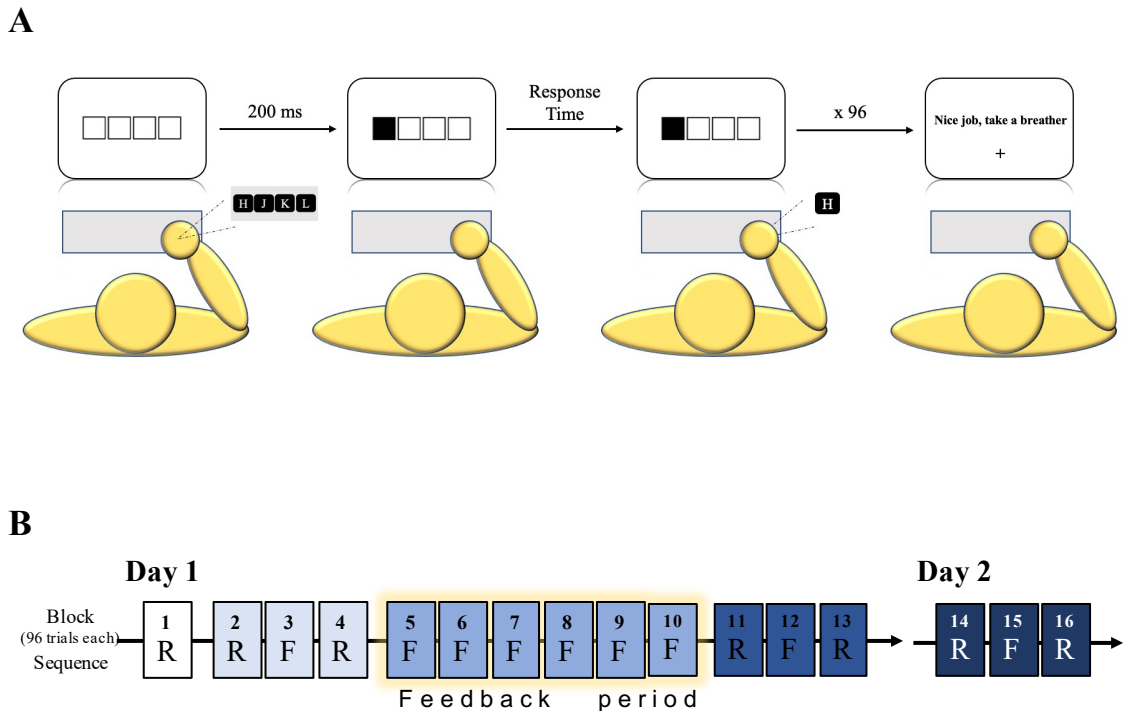 A
200 ms
Response
Time
x 96
Nice job, take a breather
+
H J K L
H
B
Day 1
Day 2
Block
(96 trials each)
Sequence
1 2 3 4 5 6 7 8 9 10 11 12 13 14 15 16
R R F R F F F F F F R F R R F R
Feedback period